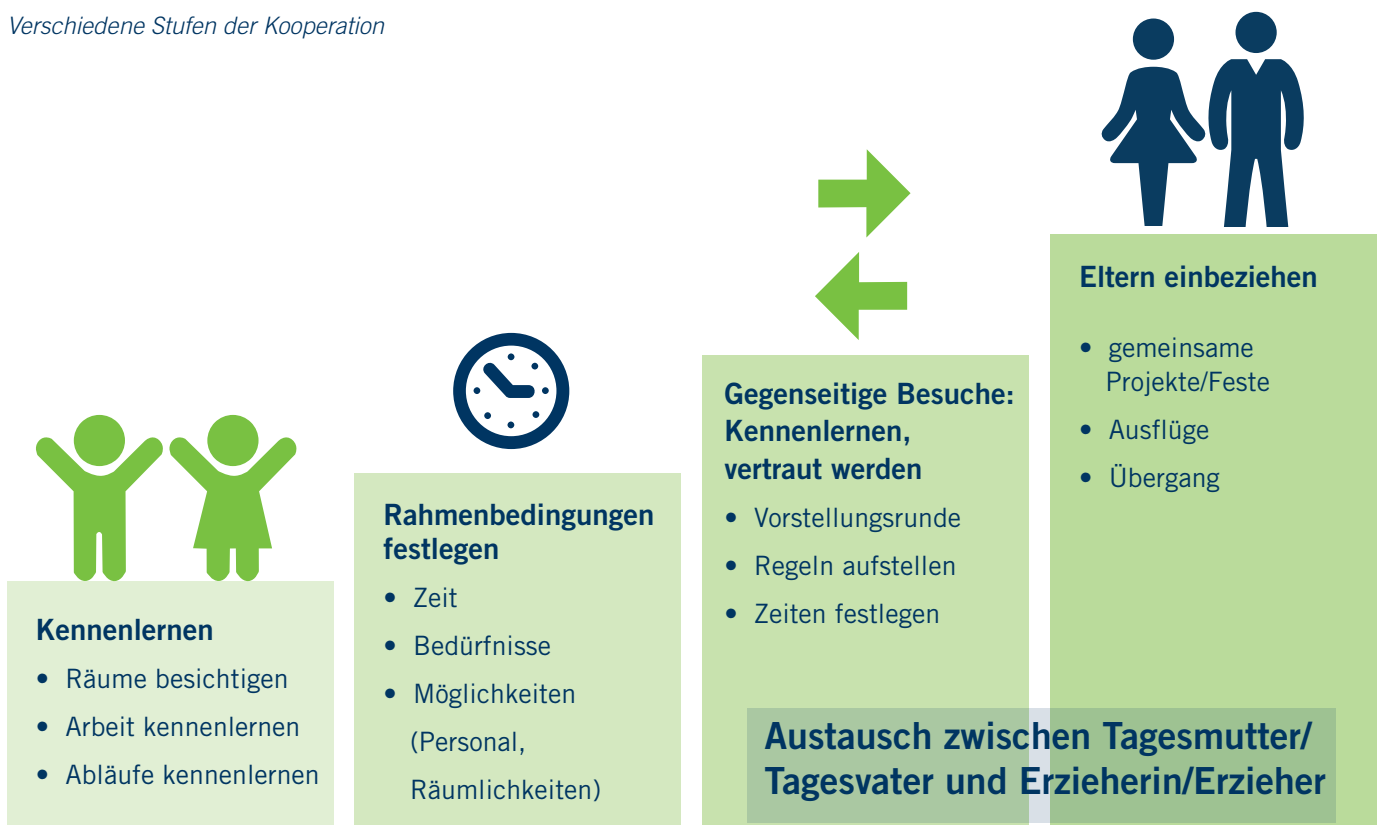 Verschiedene Stufen der Kooperation
Kennenlernen
• Räume besichtigen
• Arbeit kennenlernen
• Abläufe kennenlernen
Rahmenbedingungen
festlegen
• Zeit
• Bedürfnisse
• Möglichkeiten
(Personal,
Räumlichkeiten)
Gegenseitige Besuche:
Kennenlernen,
vertraut werden
• Vorstellungsrunde
• Regeln aufstellen
• Zeiten festlegen
Eltern einbeziehen
• gemeinsame
Projekte/Feste
• Ausflüge
• Übergang
Austausch zwischen Tagesmutter/
Tagesvater und Erzieherin/Erzieher